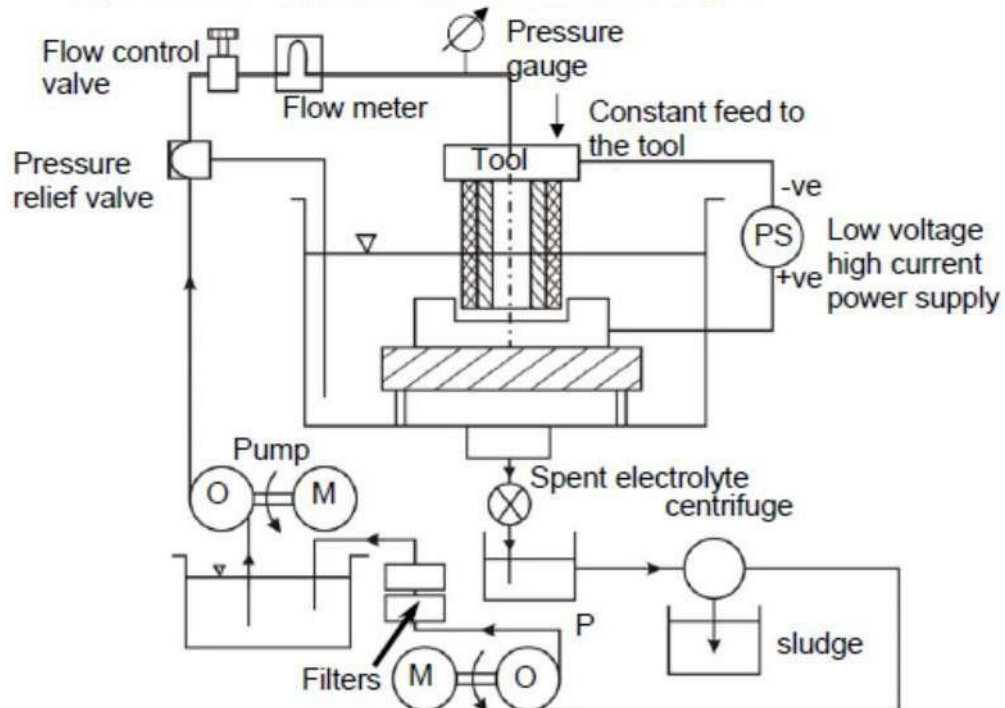 Flow control
valve
Flow meter
Pressure
gauge
Constant feed to
the tool
Pressure
relief valve
Tool
-ve
PS
+ve
Low voltage
high current
power supply
Pump
O
M
Spent electrolyte
centrifuge
P
sludge
Filters
M
O